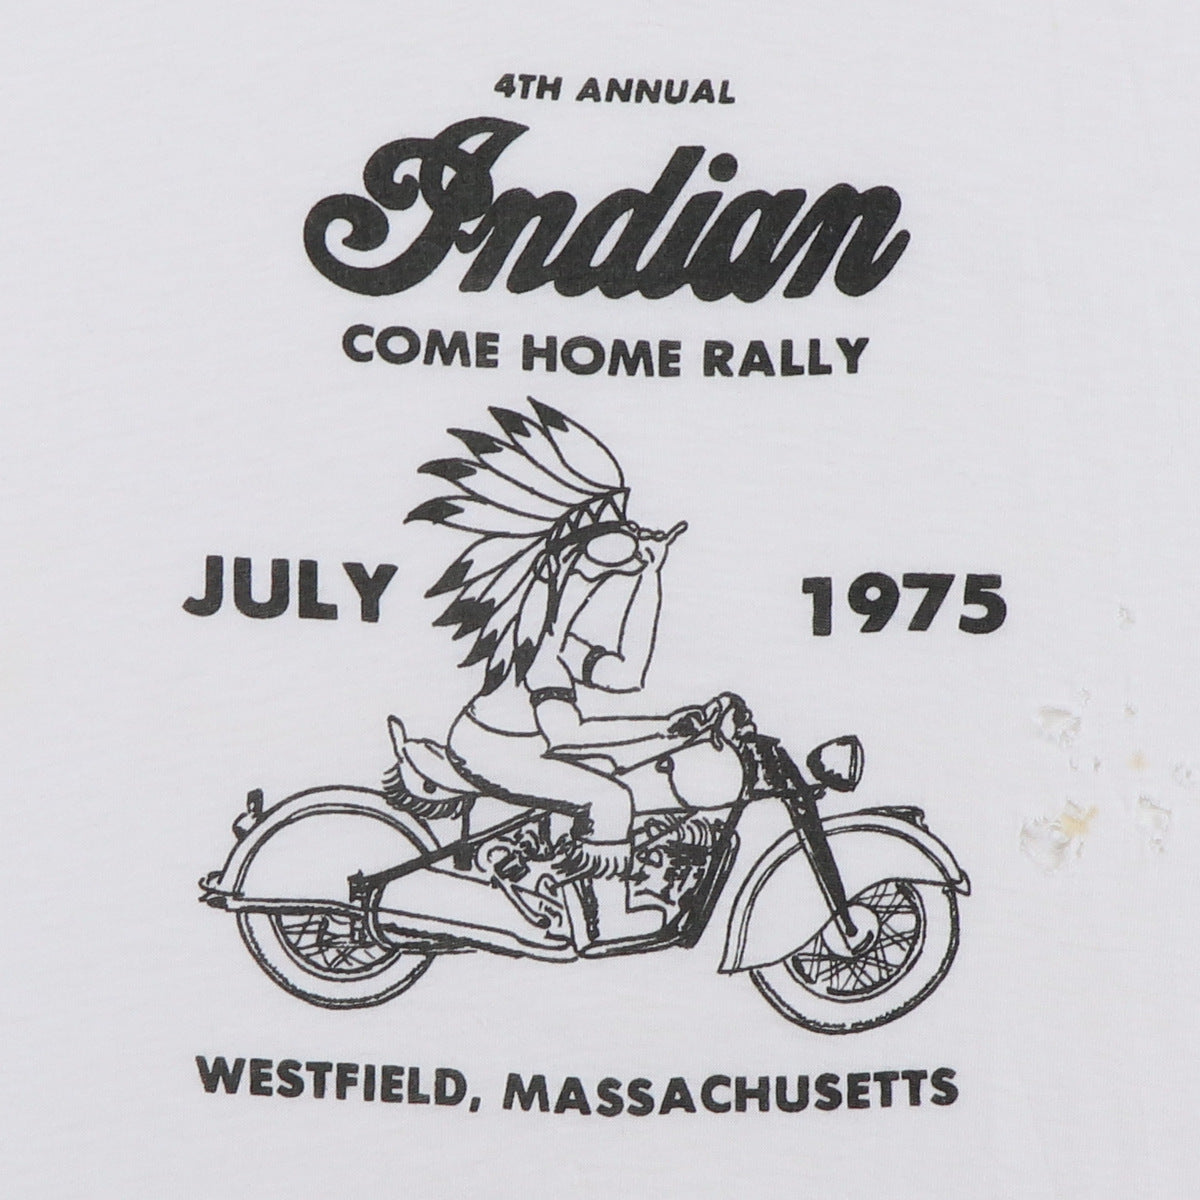 4TH ANNUAL
Indian
COME HOME RALLY
JULY 1975
WESTFIELD, MASSACHUSETTS